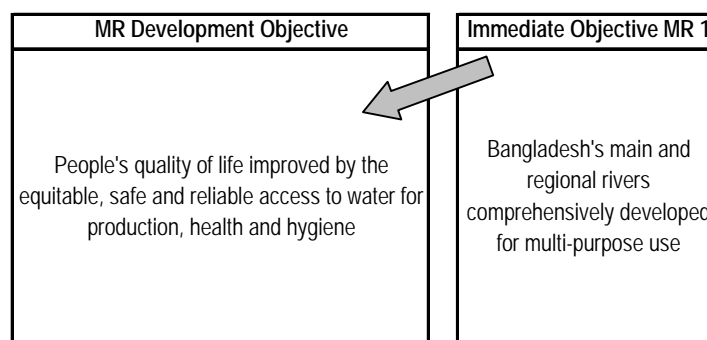 MR Development Objective
People's quality of life improved by the
equitable, safe and reliable access to water for
production, health and hygiene
Immediate Objective MR 1
Bangladesh's main and
regional rivers
comprehensively developed
for multi-purpose use